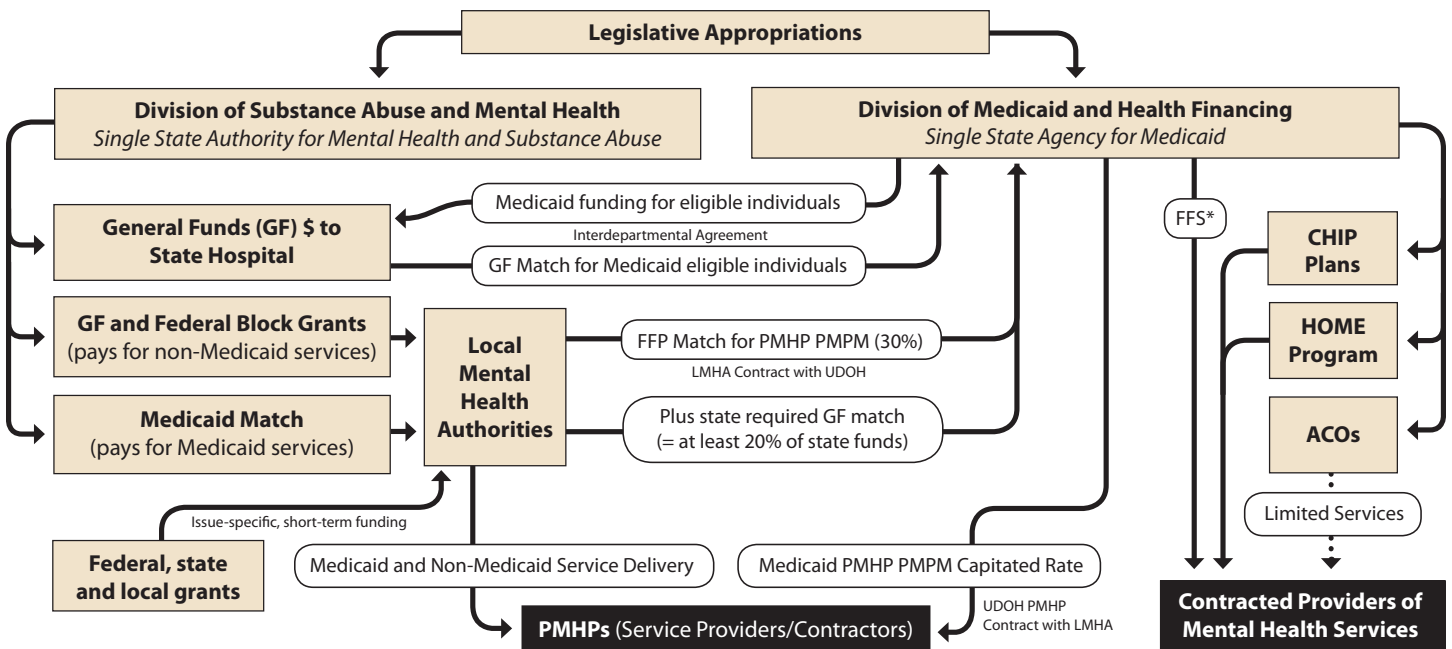 Legislative Appropriations
Division of Substance Abuse and Mental Health
Single State Authority for Mental Health and Substance Abuse
Division of Medicaid and Health Financing
Single State Agency for Medicaid
Medicaid funding for eligible individuals
Interdepartmental Agreement
GF Match for Medicaid eligible individuals
General Funds (GF) $ to
State Hospital
FFS*
CHIP
Plans
GF and Federal Block Grants
(pays for non-Medicaid services)
Local
Mental
Health
Authorities
FFP Match for PMHP PMPM (30%)
LMHA Contract with UDOH
HOME
Program
Medicaid Match
(pays for Medicaid services)
Plus state required GF match
(= at least 20% of state funds)
ACOs
Issue-specific, short-term funding
Limited Services
Federal, state
and local grants
Medicaid and Non-Medicaid Service Delivery
Medicaid PMHP PMPM Capitated Rate
UDOH PMHP
Contract with LMHA
PMHPs (Service Providers/Contractors)
Contracted Providers of
Mental Health Services